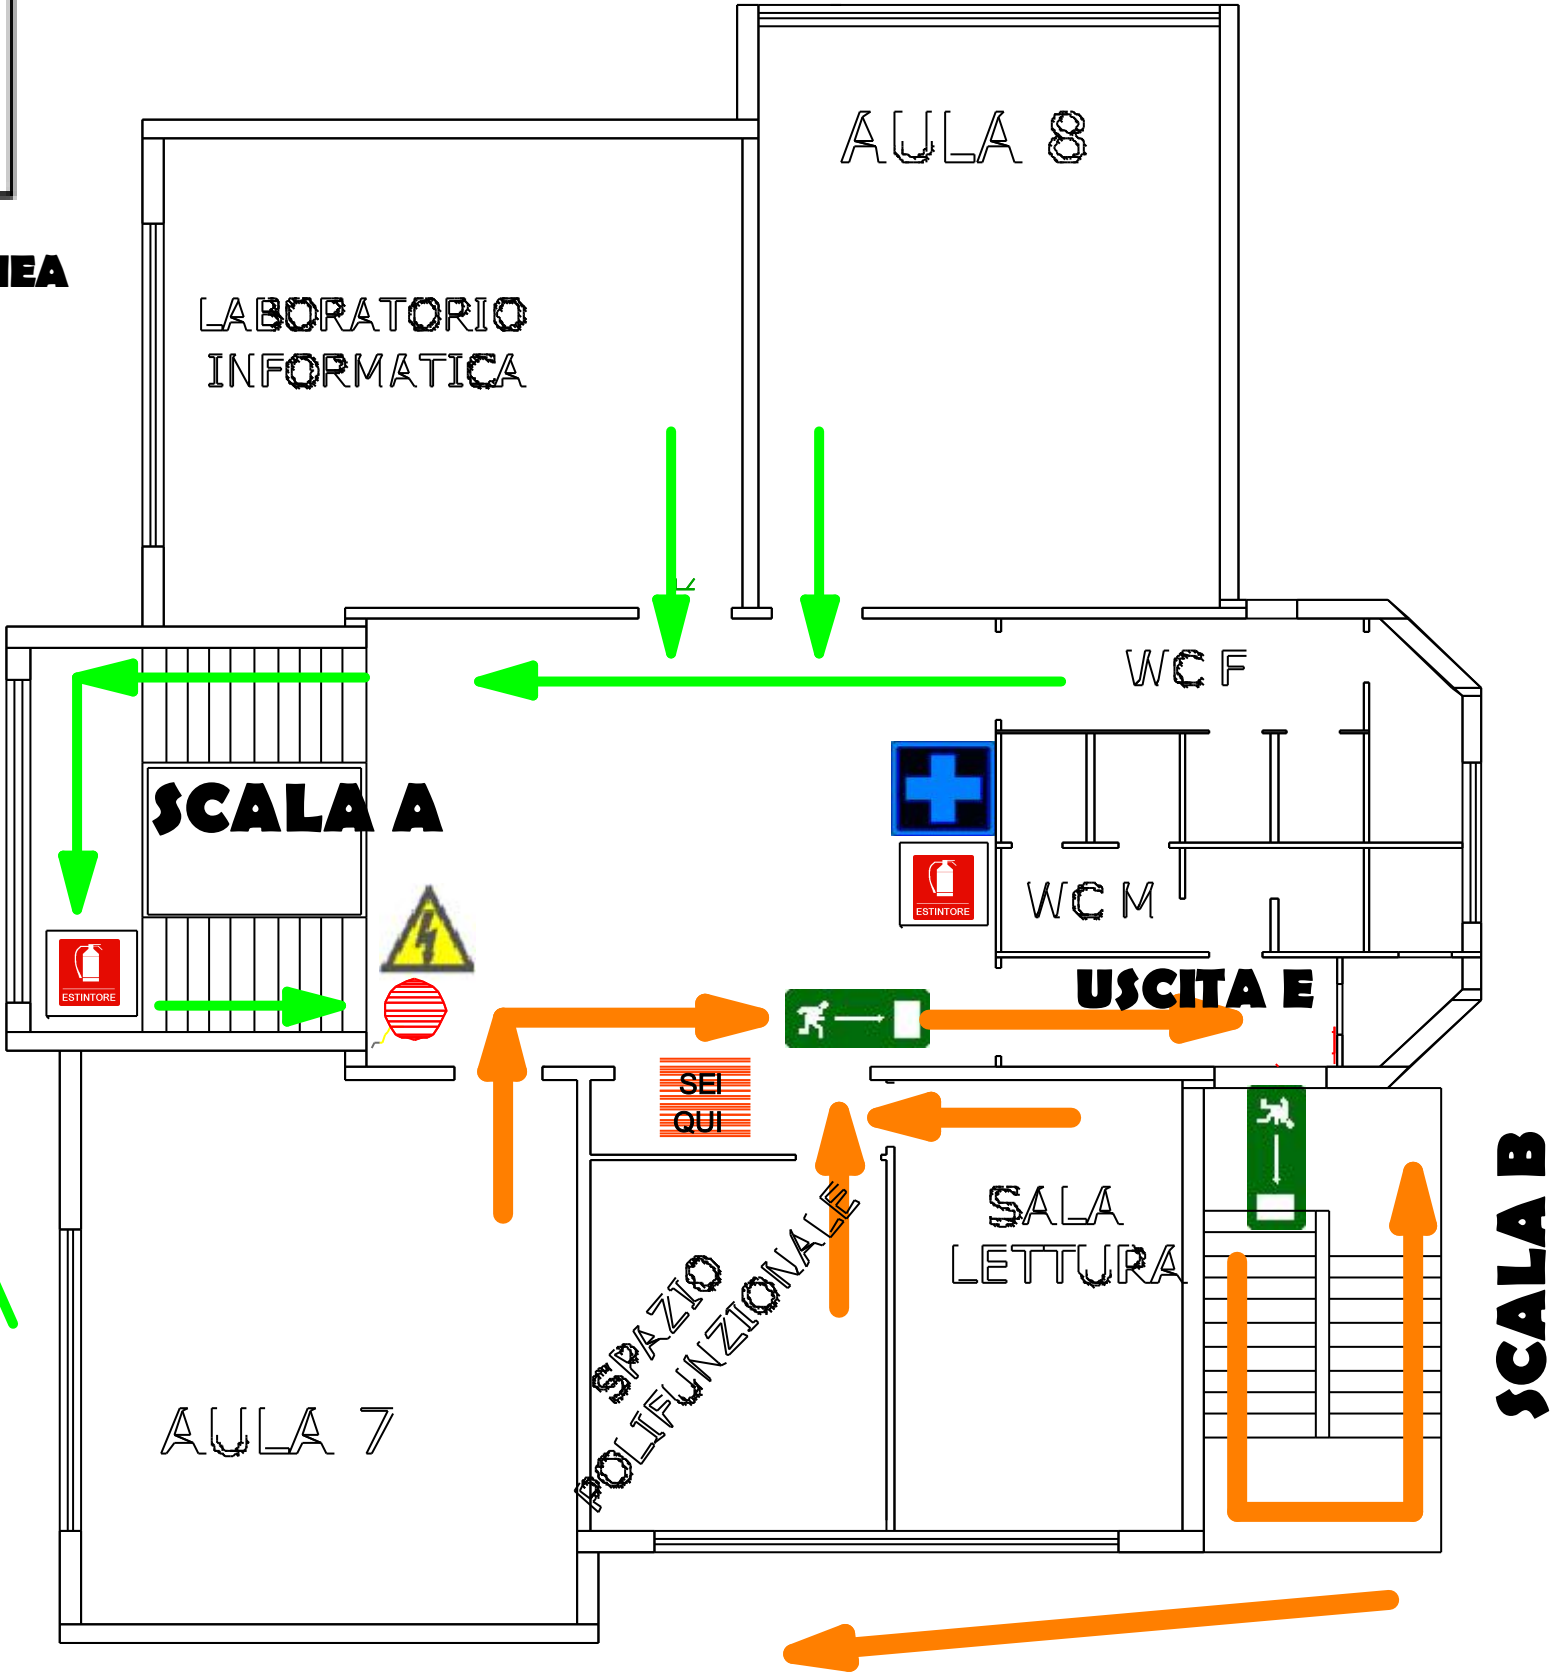 AULA 8
LABORATORIO
INFORMATICA
WC F
SCALA A
ESTINTORE
WC M
ESTINTORE
USCITA E
SEI
QUI
SALA
LETTURA
SPAZIO
POLIFUNZIONALE
SCALA B
AULA 7